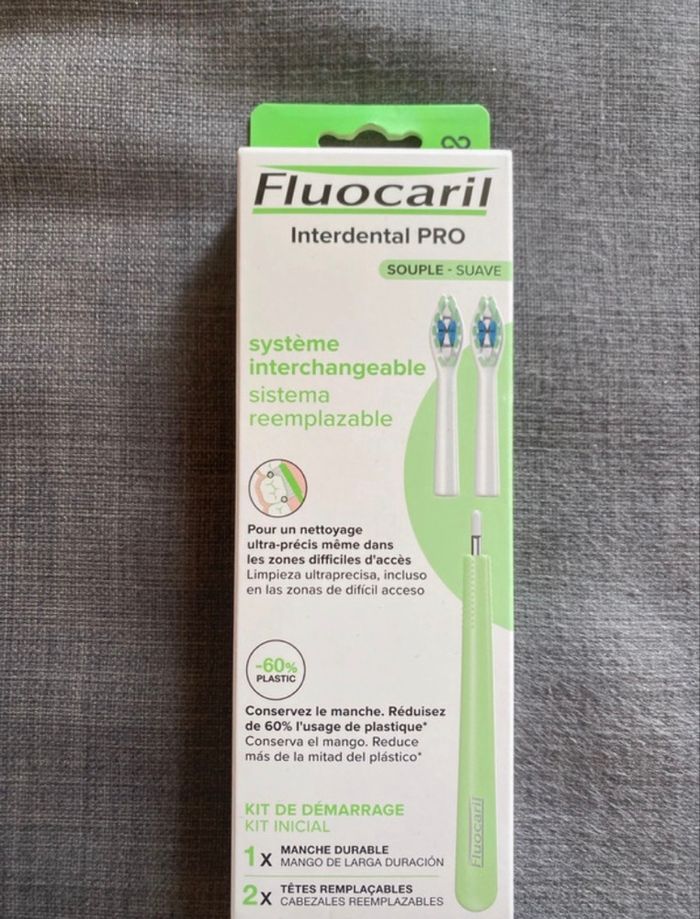 Fluocaril
Interdental PRO
SOUPLE - SUAVE
système
interchangeable
sistema
reemplazable
Pour un nettoyage
ultra-précis même dans
les zones difficiles d'accès
Limpieza ultraprecisa, incluso
en las zonas de difícil acceso
-60%
PLASTIC
Conservez le manche. Réduisez
de 60% l'usage de plastique*
Conserva el mango. Reduce
más de la mitad del plástico*
KIT DE DÉMARRAGE
KIT INICIAL
1x MANCHE DURABLE
MANGO DE LARGA DURACIÓN
2x TÊTES REMPLAÇABLES
CABEZALES REEMPLAZABLES
Fluocaril